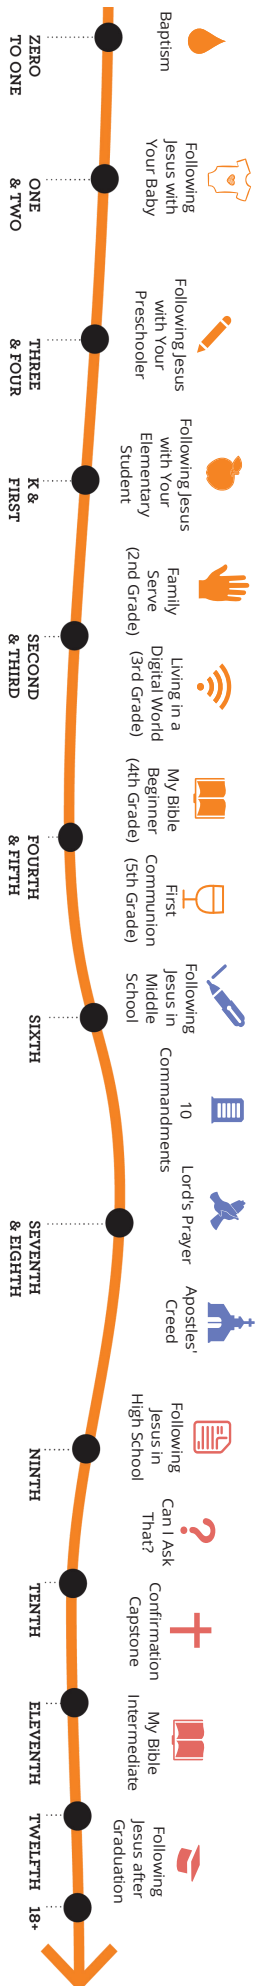 Baptism
Following
Jesus with
Your Baby
Following Jesus
with Your
Preschooler
Following Jesus
with Your
Elementary
Student
Family
Serve
(2nd Grade)
Living in a
Digital World
(3rd Grade)
My Bible
Beginner
(4th Grade)
First
Communion
(5th Grade)
Following
Jesus in
Middle
School
10
Commandments
Lord's Prayer
Apostles'
Creed
Following
Jesus in
High School
Can I Ask
That?
Confirmation
Capstone
My Bible
Intermediate
Following
Jesus after
Graduation
ZERO
TO ONE
ONE
& TWO
THREE
& FOUR
K &
FIRST
SECOND
& THIRD
FOURTH
& FIFTH
SIXTH
SEVENTH
& EIGHTH
NINTH
TENTH
ELEVENTH
TWELFTH
18+